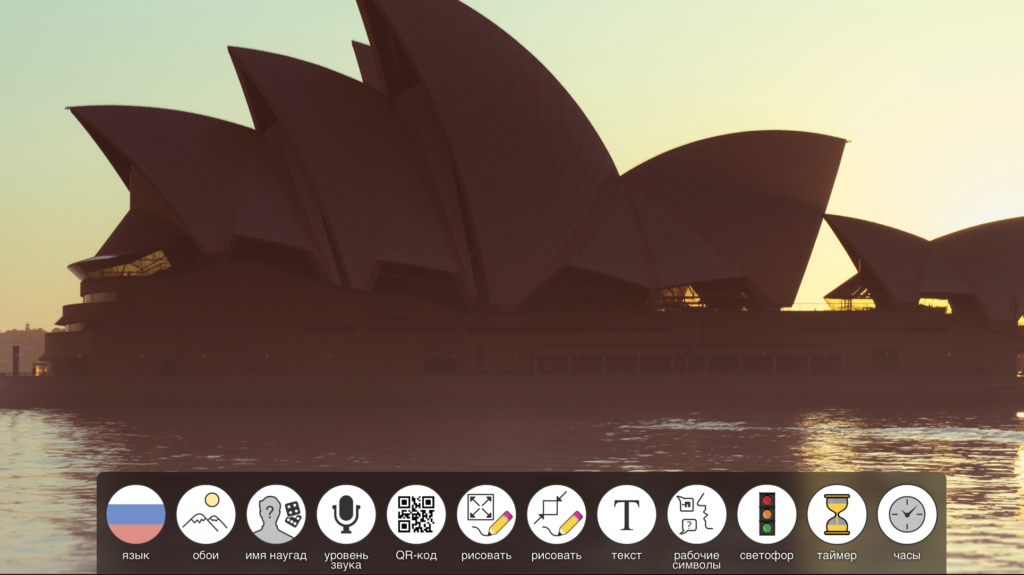 язык
обои
имя наугад
уровень
звука
QR-код
рисовать
рисовать
T
текст
рабочие
символы
светофор
таймер
часы